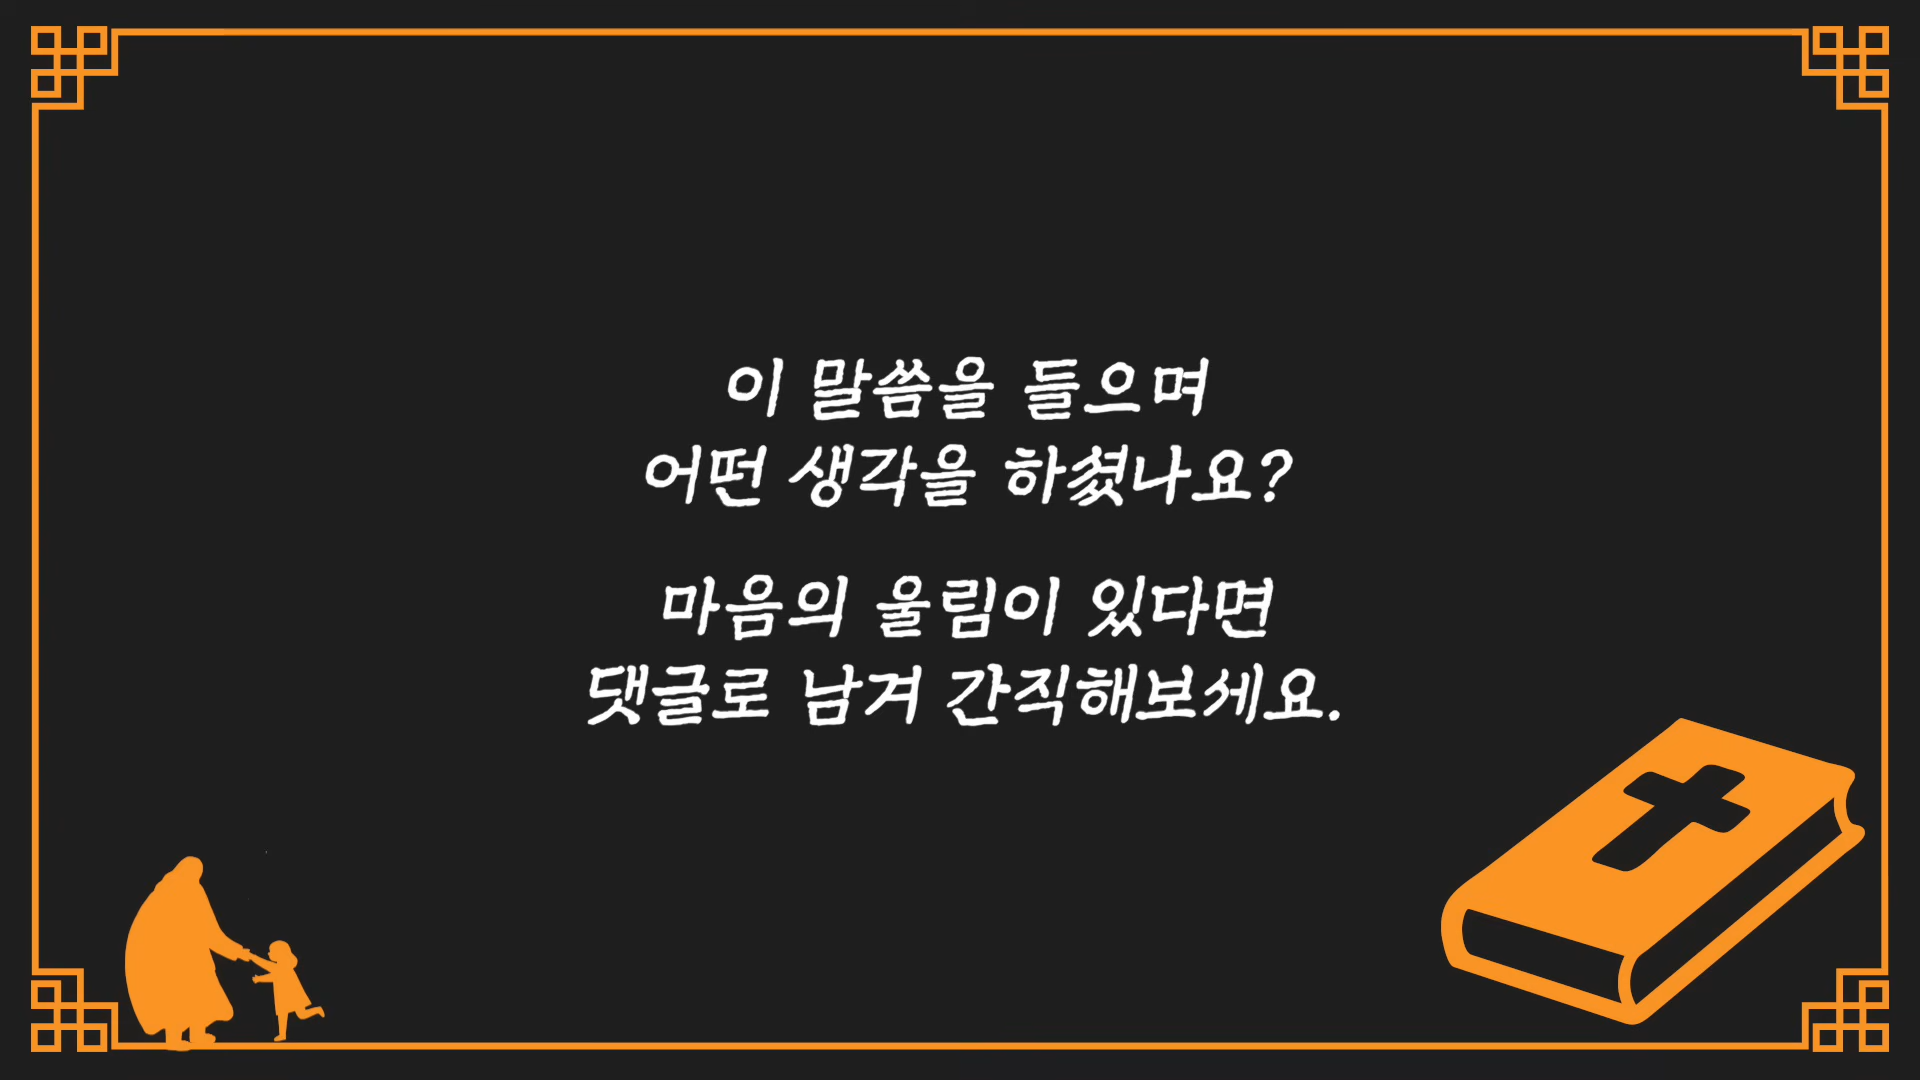 이 말씀을 들으며
어떤 생각을 하셨나요?
마음의 울림이 있다면
댓글로 남겨 간직해보세요.